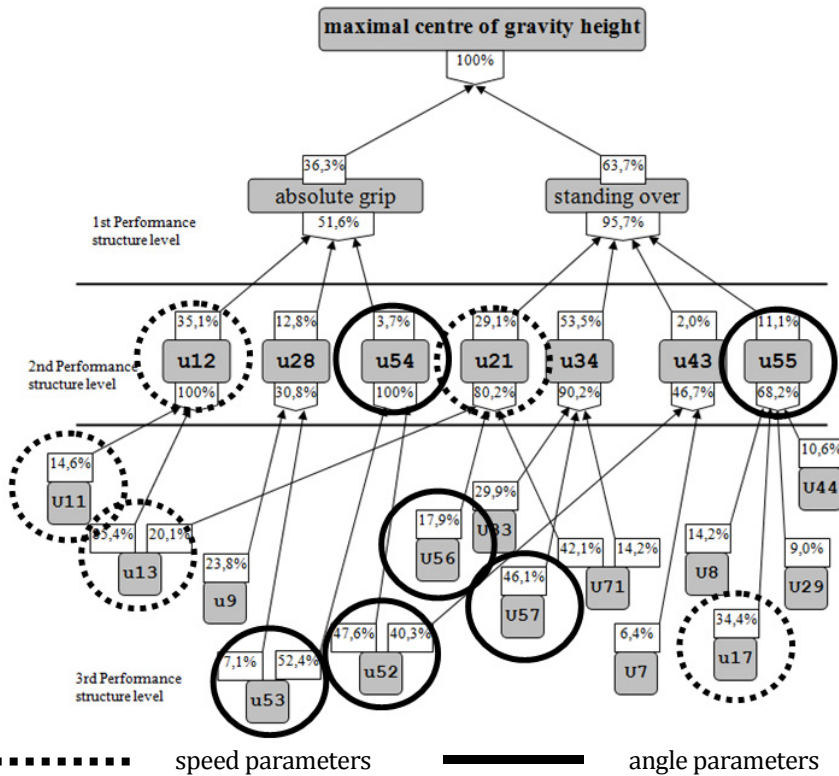 maximal centre of gravity height
100%
36,3% 63,7%
absolute grip standing over
51,6% 95,7%
1st Performance
structure level
35,1% 12,8% 3,7% 29,1% 53,5% 2,0% 11,1%
u12 u28 u54 u21 u34 u43 u55
2nd Performance
structure level
100% 30,8% 100% 80,2% 90,2% 46,7% 68,2%
14,6% 10,6%
U11 29,9% U44
85,4% 20,1% 17,9% U33 42,1% 14,2% 14,2% 9,0%
u13 23,8% U56 46,1% U71 U8 U29
u9 U57
7,1% 52,4% 47,6% 40,3% 6,4% 34,4%
u53 u52 U7 u17
3rd Performance
structure level
speed parameters angle parameters